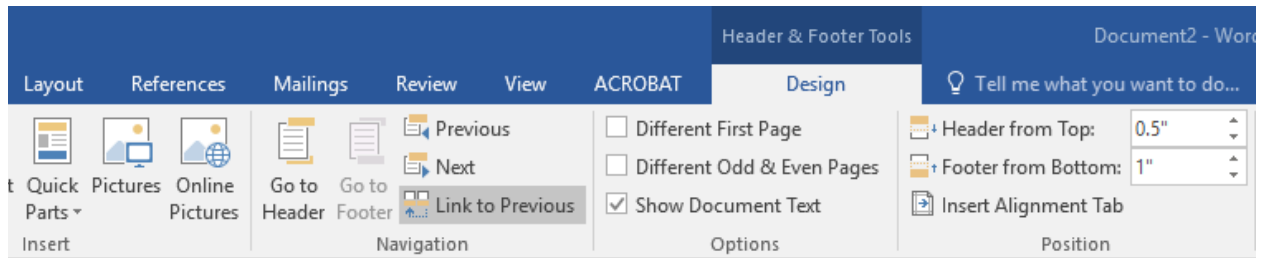 Header & Footer Tools
Document2 - Word
Layout References Mailings Review View ACROBAT Design Tell me what you want to do...
Previous
Different First Page
Header from Top: 0.5"
Next
Different Odd & Even Pages
Footer from Bottom: 1"
Quick Parts
Pictures
Online Pictures
Go to Header
Go to Footer
Link to Previous
Show Document Text
Insert Alignment Tab
Insert
Navigation
Options
Position